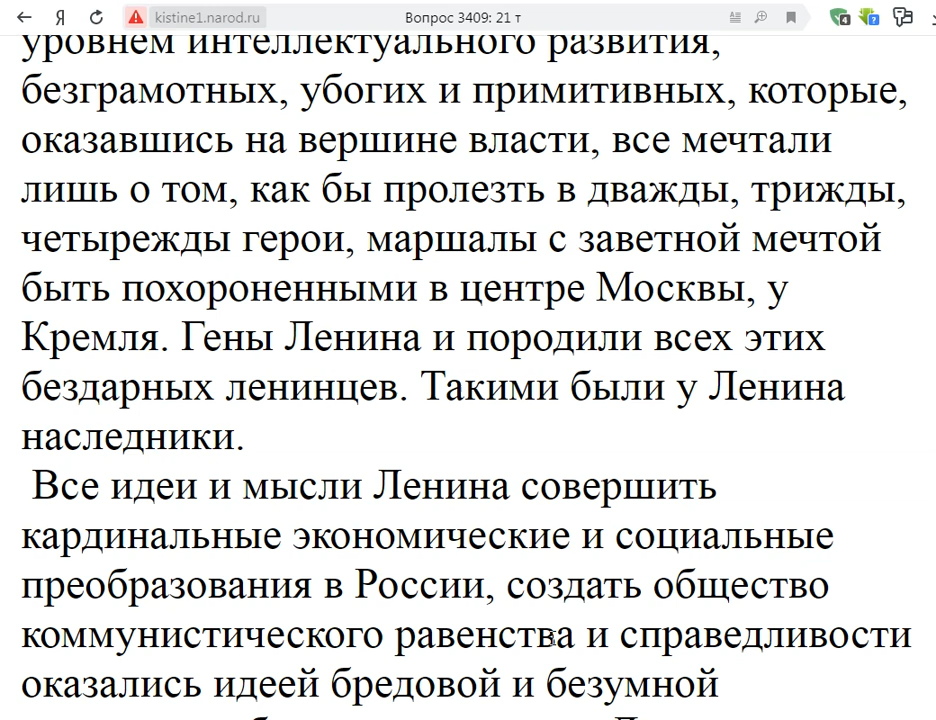 Я
kistine1.narod.ru
Вопрос 3409: 21 т
4
?
уровнем интеллектуального развития,
безграмотных, убогих и примитивных, которые,
оказавшись на вершине власти, все мечтали
лишь о том, как бы пролезть в дважды, трижды,
четырежды герои, маршалы с заветной мечтой
быть похороненными в центре Москвы, у
Кремля. Гены Ленина и породили всех этих
бездарных ленинцев. Такими были у Ленина
наследники.
Все идеи и мысли Ленина совершить
кардинальные экономические и социальные
преобразования в России, создать общество
коммунистического равенства и справедливости
оказались идеей бредовой и безумной